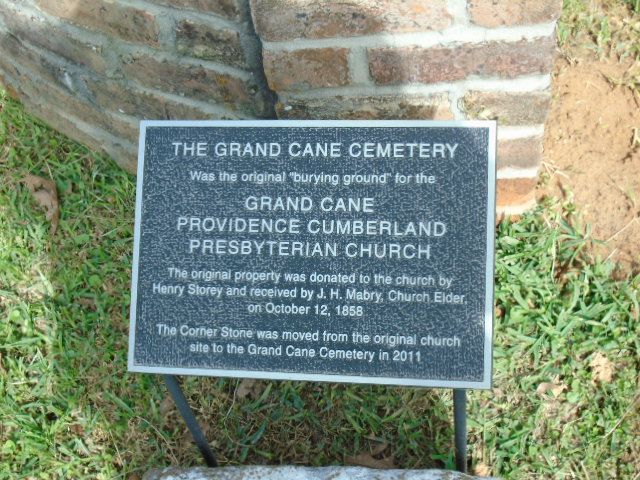 THE GRAND CANE CEMETERY
Was the original "burying ground" for the
GRAND CANE
PROVIDENCE CUMBERLAND
PRESBYTERIAN CHURCH
The original property was donated to the church by
Henry Storey and received by J. H. Mabry, Church Elder,
on October 12, 1858
The Corner Stone was moved from the original church
site to the Grand Cane Cemetery in 2011